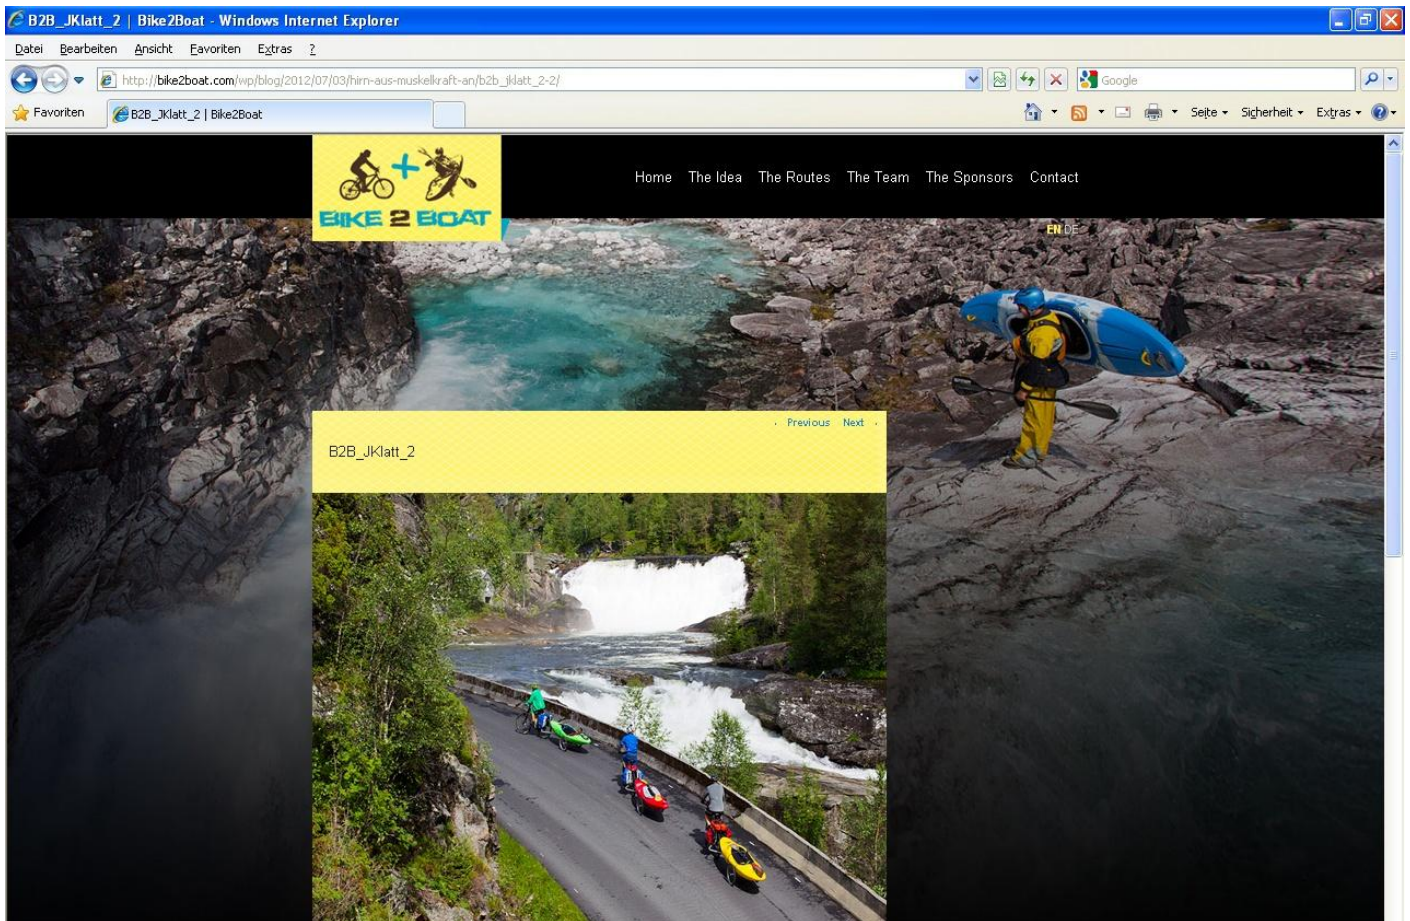 B2B_JKlatt_2 | Bike2Boat - Windows Internet Explorer
Datei Bearbeiten Ansicht Favoriten Extras ?
http://bike2boat.com/wp/blog/2012/07/03/hirn-aus-muskelkraft-an/b2b_jklatt_2-2/ Google
Favoriten B2B_JKlatt_2 | Bike2Boat Seite Sicherheit Extras
BIKE 2 BOAT
Home The Idea The Routes The Team The Sponsors Contact
EN DE
Previous Next
B2B_JKlatt_2